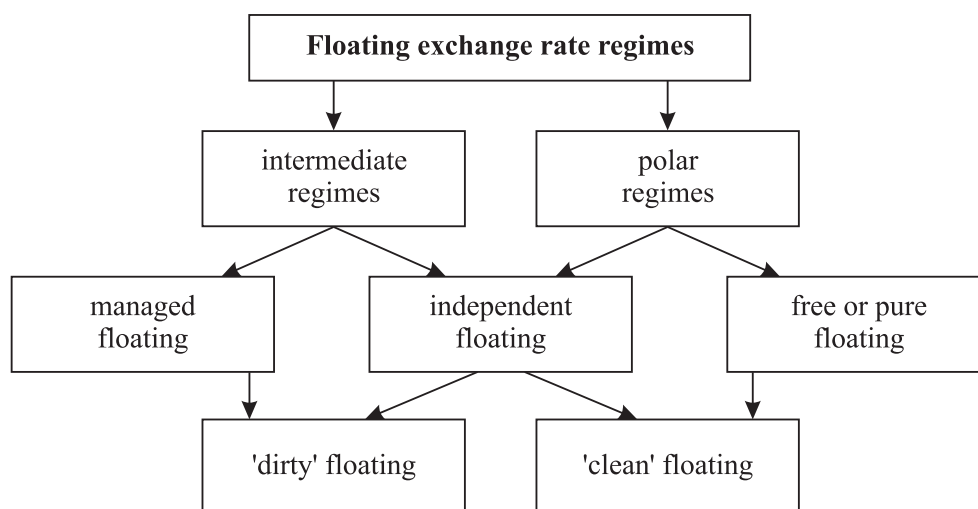 Floating exchange rate regimes
intermediate
regimes
polar
regimes
managed
floating
independent
floating
free or pure
floating
'dirty' floating
'clean' floating